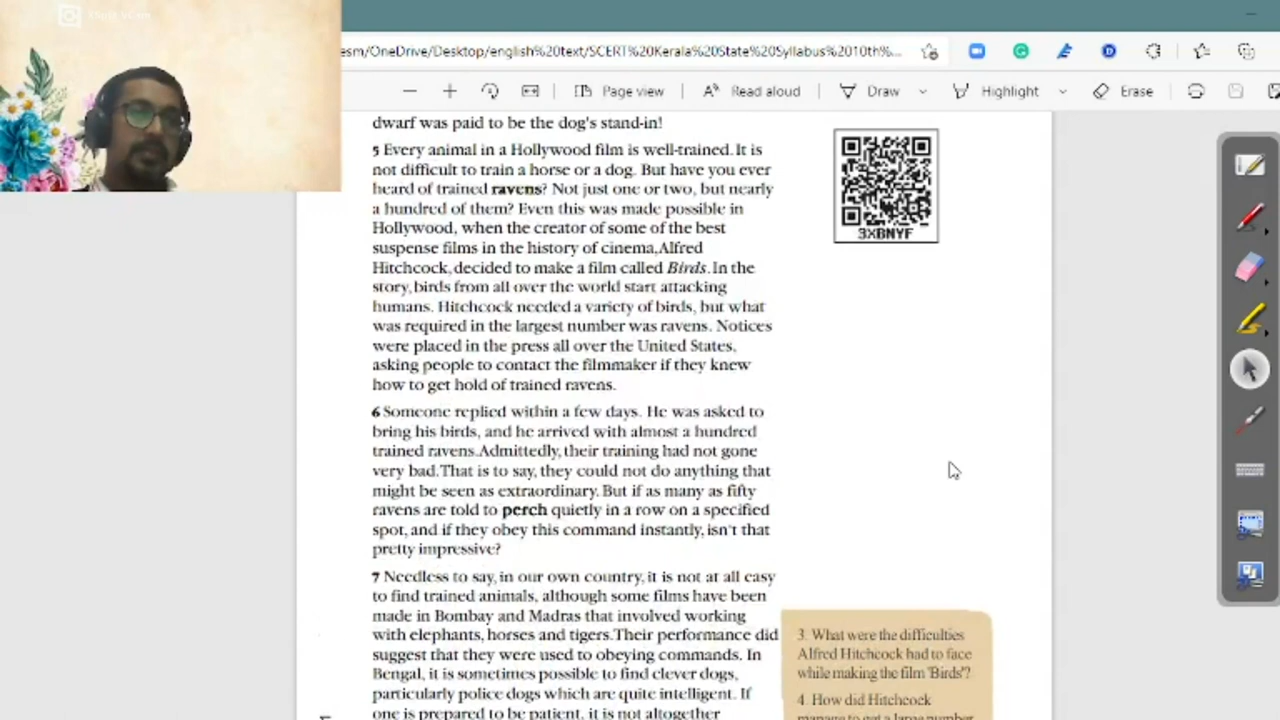 esm/OneDrive/Desktop/english%20text/SCERT%20Kerala%20State%20Syllabus%2010th%...
Page view
Read aloud
Draw
Highlight
Erase
dwarf was paid to be the dog's stand-in!
5 Every animal in a Hollywood film is well-trained. It is
not difficult to train a horse or a dog. But have you ever
heard of trained ravens? Not just one or two, but nearly
a hundred of them? Even this was made possible in
Hollywood, when the creator of some of the best
suspense films in the history of cinema,Alfred
Hitchcock, decided to make a film called Birds. In the
story, birds from all over the world start attacking
humans. Hitchcock needed a variety of birds, but what
was required in the largest number was ravens. Notices
were placed in the press all over the United States,
asking people to contact the filmmaker if they knew
how to get hold of trained ravens.
6 Someone replied within a few days. He was asked to
bring his birds, and he arrived with almost a hundred
trained ravens.Admittedly, their training had not gone
very bad.That is to say, they could not do anything that
might be seen as extraordinary. But if as many as fifty
ravens are told to perch quietly in a row on a specified
spot, and if they obey this command instantly, isn't that
pretty impressive?
7 Needless to say, in our own country, it is not at all easy
to find trained animals, although some films have been
made in Bombay and Madras that involved working
with elephants, horses and tigers.Their performance did
suggest that they were used to obeying commands. In
Bengal, it is sometimes possible to find clever dogs,
particularly police dogs which are quite intelligent. If
one is prepared to be patient, it is not altogether
3XBNYF
3. What were the difficulties
Alfred Hitchcock had to face
while making the film 'Birds'?
4. How did Hitchcock
manage to get a large number